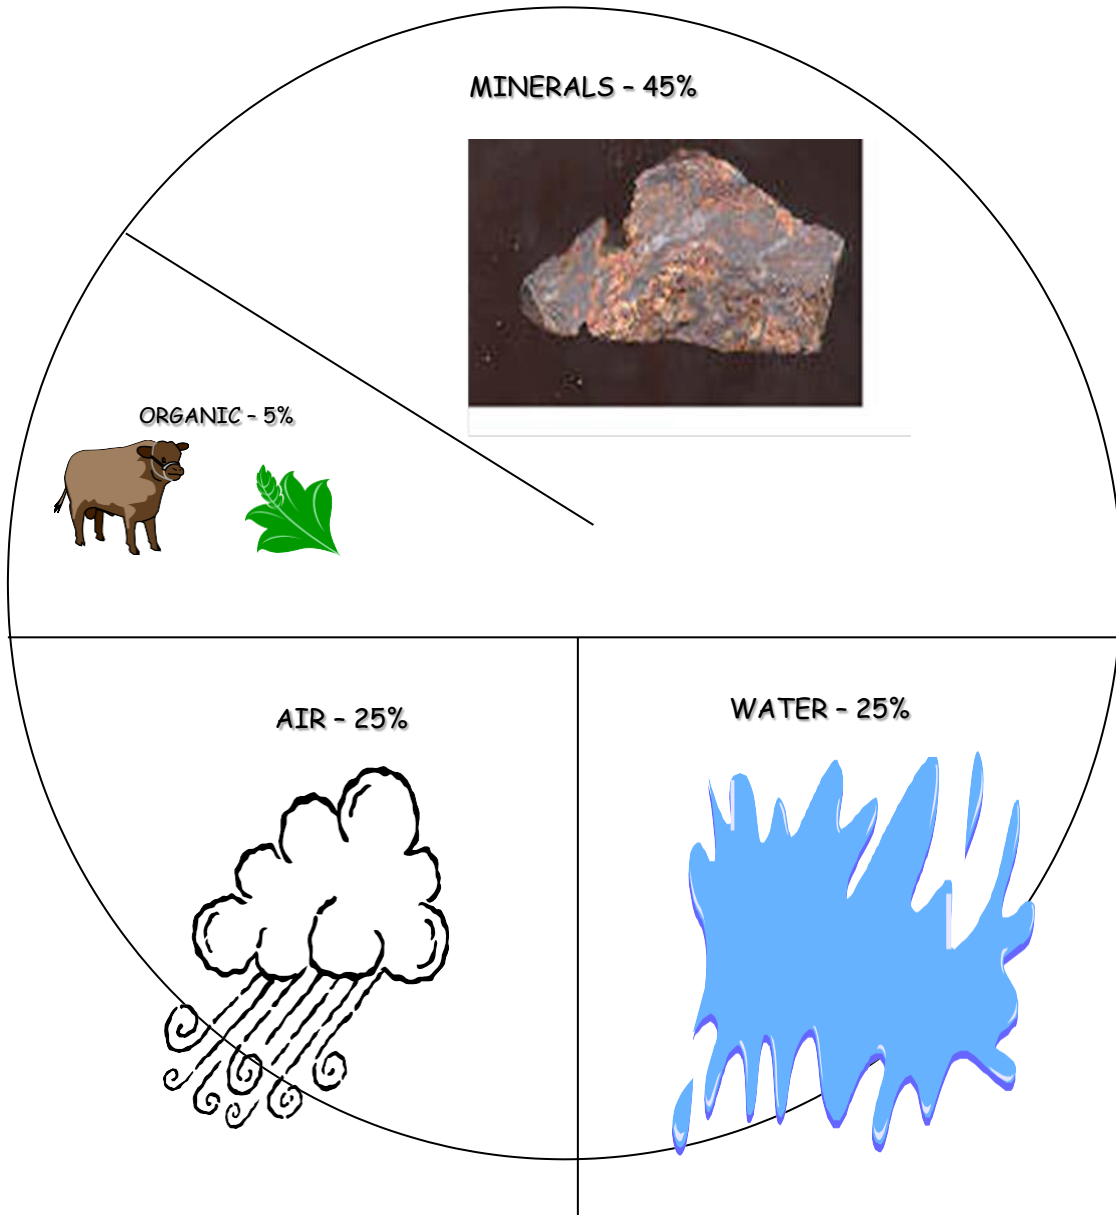 MINERALS – 45%
ORGANIC – 5%
AIR – 25%
WATER – 25%